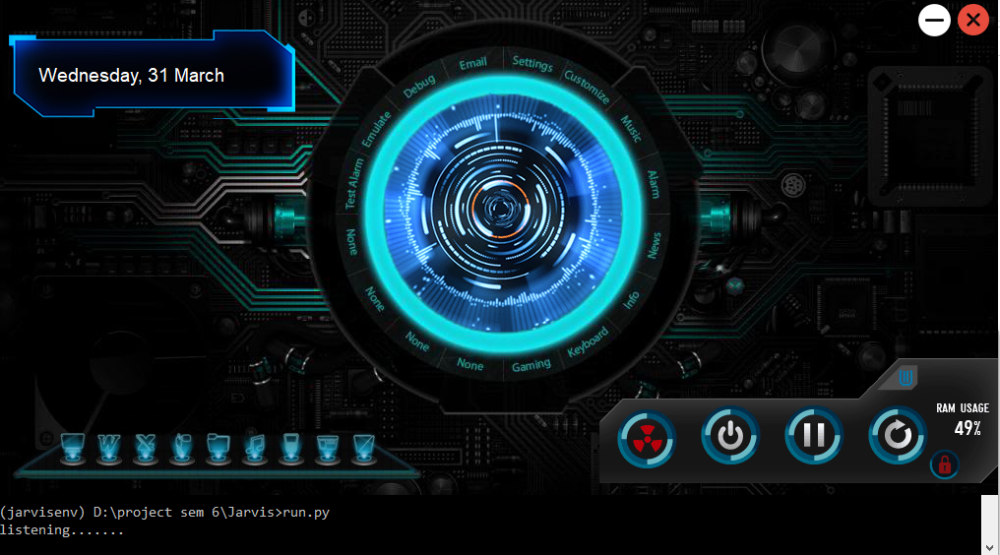 Wednesday, 31 March
Email
Settings
Customize
Music
Alarm
News
Info
Keyboard
Gaming
None
None
None
None
Test Alarm
Emulate
Debug
W
X
RAM USAGE
49%
(jarvisenv) D:\project sem 6\Jarvis>run.py
listening.......